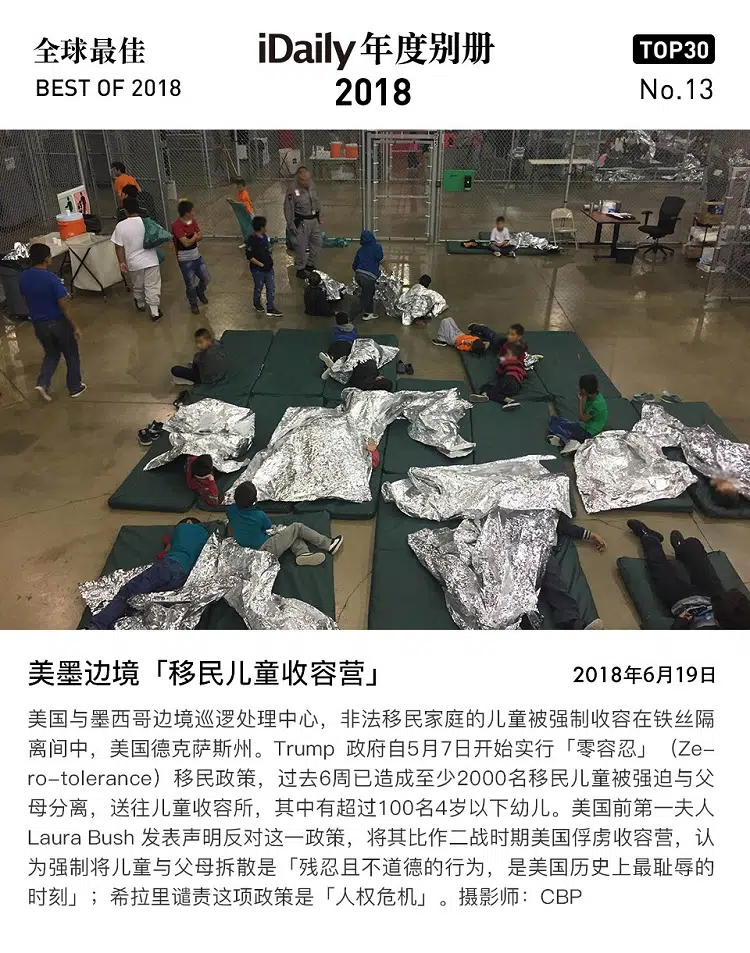 全球最佳
BEST OF 2018
iDaily 年度别册
2018
TOP30
No.13
美墨边境「移民儿童收容营」
2018年6月19日
美国与墨西哥边境巡逻处理中心，非法移民家庭的儿童被强制收容在铁丝隔
离间中，美国德克萨斯州。Trump 政府自5月7日开始实行「零容忍」（Ze-
ro-tolerance）移民政策，过去6周已造成至少2000名移民儿童被强迫与父
母分离，送往儿童收容所，其中有超过100名4岁以下幼儿。美国前第一夫人
Laura Bush 发表声明反对这一政策，将其比作二战时期美国俘虏收容营，认
为强制将儿童与父母拆散是「残忍且不道德的行为，是美国历史上最耻辱的
时刻」；希拉里谴责这项政策是「人权危机」。摄影师：CBP